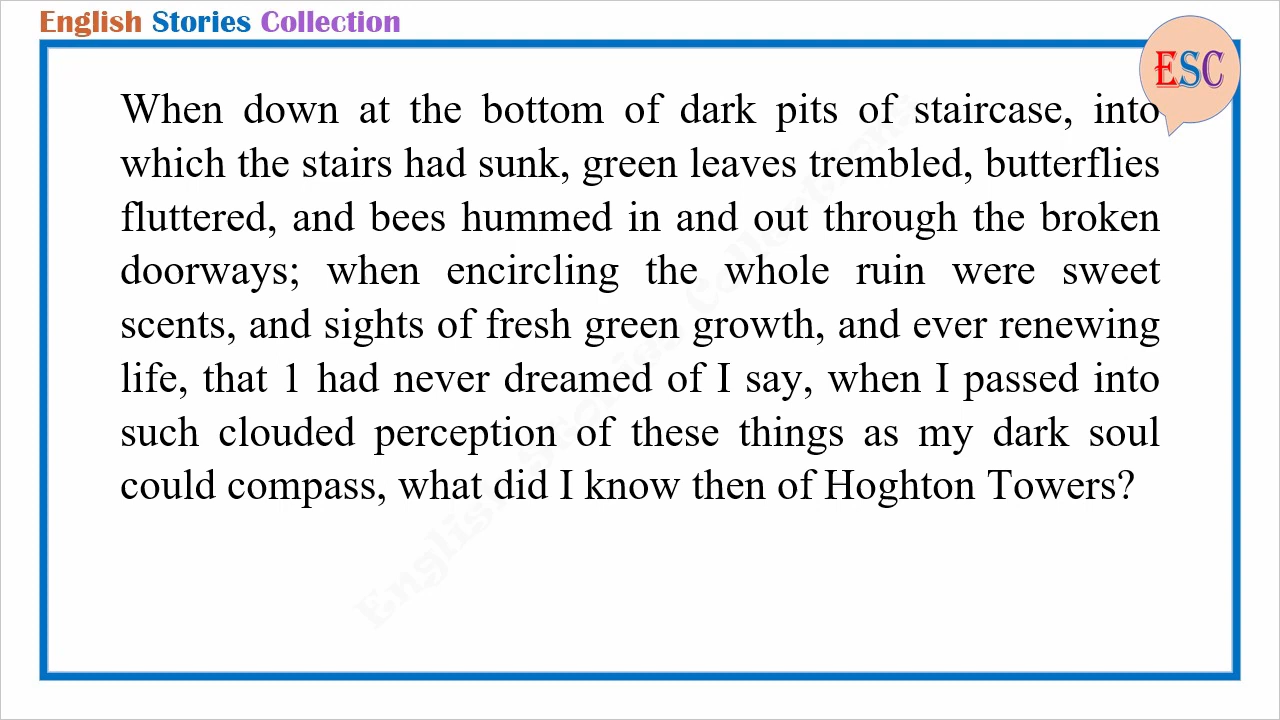 English Stories Collection
ESC
When down at the bottom of dark pits of staircase, into
which the stairs had sunk, green leaves trembled, butterflies
fluttered, and bees hummed in and out through the broken
doorways; when encircling the whole ruin were sweet
scents, and sights of fresh green growth, and ever renewing
life, that 1 had never dreamed of I say, when I passed into
such clouded perception of these things as my dark soul
could compass, what did I know then of Hoghton Towers?
English Stories Collections